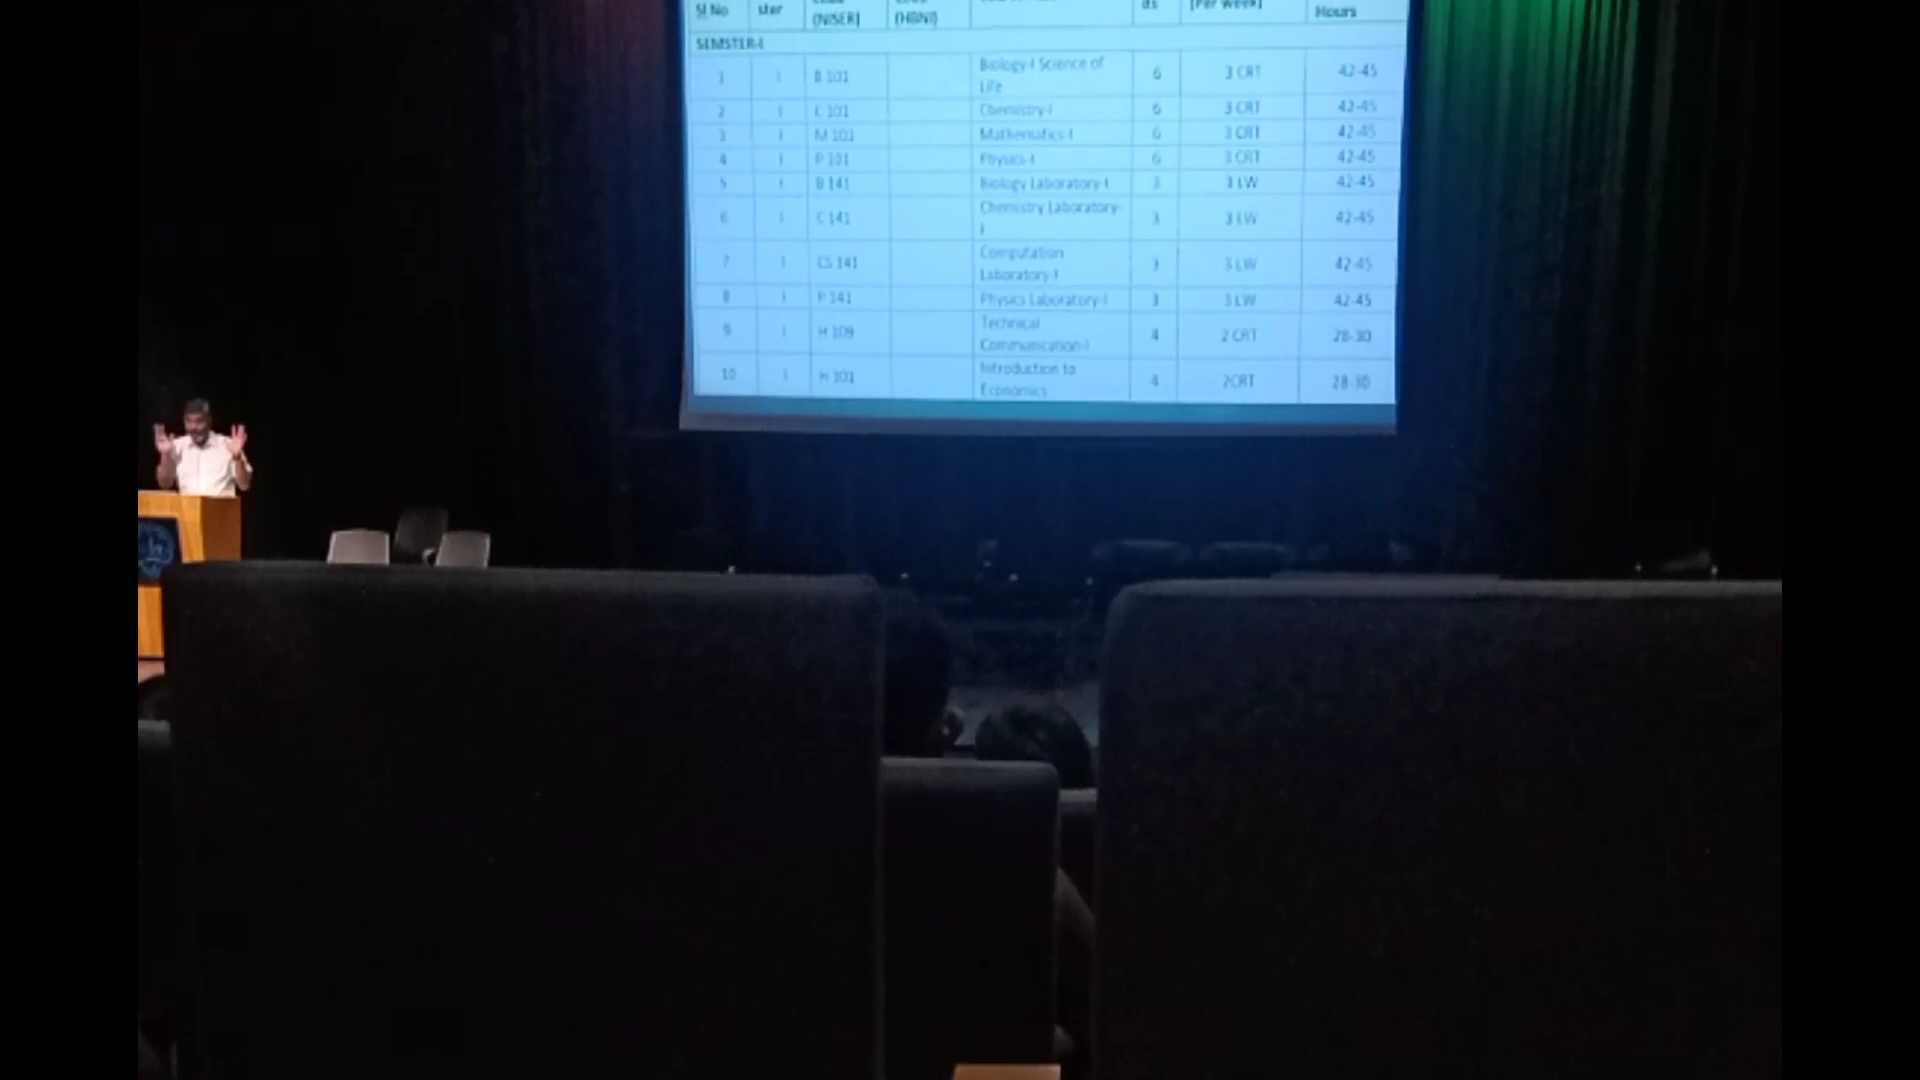 Sl No ster (NISER) (HBNI) ds [Per week] Hours
SEMSTER-I
1 I B 101 Biology-I Science of Life 6 3 CRT 42-45
2 I C 101 Chemistry-I 6 3 CRT 42-45
3 I M 101 Mathematics-I 6 3 CRT 42-45
4 I P 101 Physics-I 6 3 CRT 42-45
5 I B 141 Biology Laboratory-I 3 3 LW 42-45
6 I C 141 Chemistry Laboratory-I 3 3 LW 42-45
7 I CS 141 Computation Laboratory-I 3 3 LW 42-45
8 I P 141 Physics Laboratory-I 3 3 LW 42-45
9 I Technical Communication-I 4 2 CRT 28-30
10 I H 101 Introduction to Economics 4 2CRT 28-30